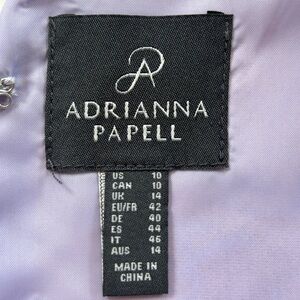 ADRIANNA
PAPELL
US 10
CAN 10
UK 14
EU/FR 42
DE 40
ES 44
IT 46
AUS 14
MADE IN
CHINA